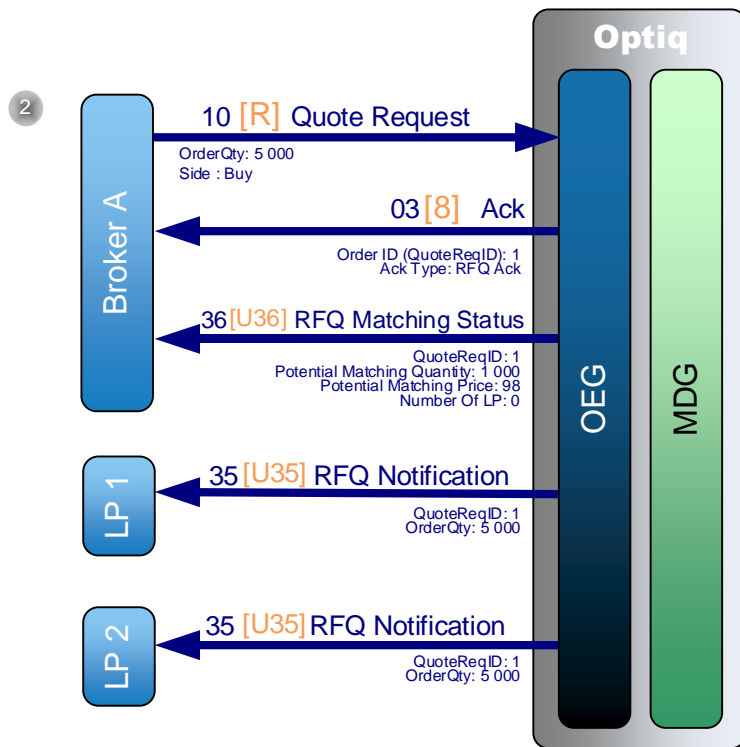 Optiq
2
Broker A
10 [R] Quote Request
OrderQty: 5 000
Side : Buy
03 [8] Ack
Order ID (QuoteReqID): 1
Ack Type: RFQ Ack
36 [U36] RFQ Matching Status
QuoteReqID: 1
Potential Matching Quantity: 1 000
Potential Matching Price: 98
Number Of LP: 0
OEG
MDG
LP 1
35 [U35] RFQ Notification
QuoteReqID: 1
OrderQty: 5 000
LP 2
35 [U35] RFQ Notification
QuoteReqID: 1
OrderQty: 5 000